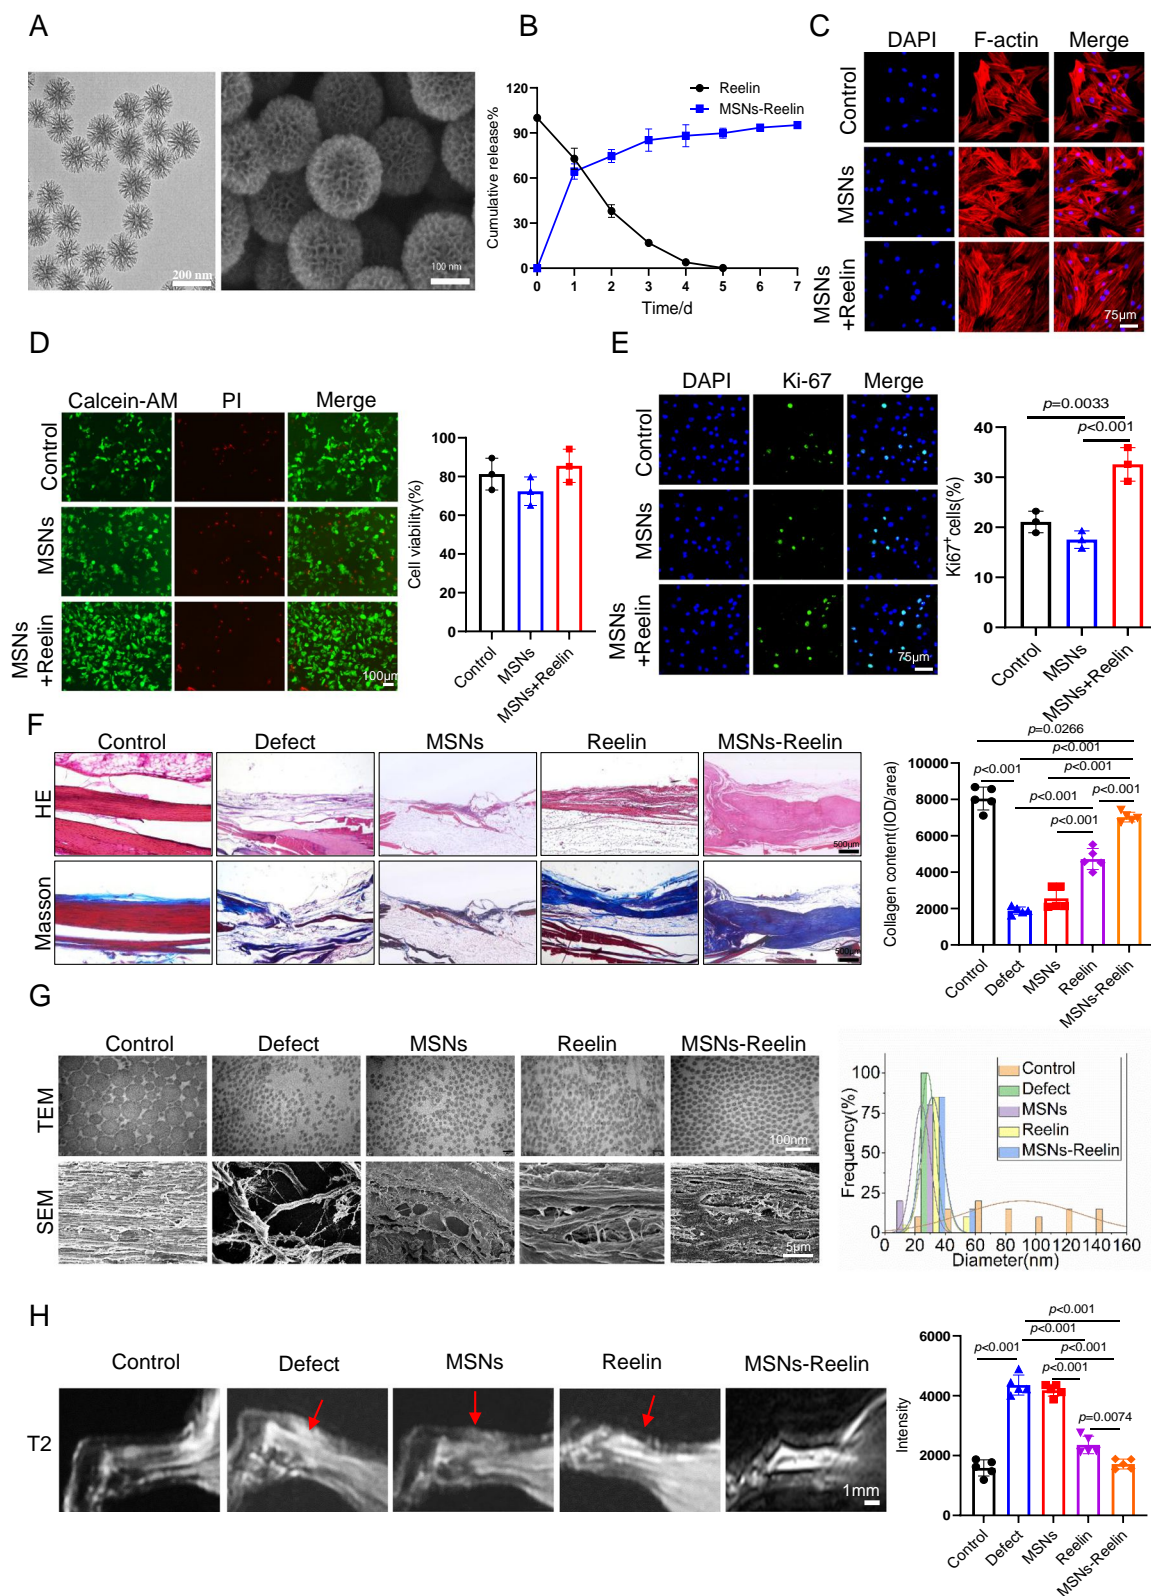 A
200 nm
100 nm
B
Cumulative release%
120
90
60
30
0
Reelin
MSNs-Reelin
0 1 2 3 4 5 6 7
Time/d
C
DAPI F-actin Merge
Control
MSNs
MSNs
+Reelin
75μm
D
Calcein-AM PI Merge
Control
MSNs
MSNs
+Reelin
100μm
Cell viability(%)
100
80
60
40
20
0
Control
MSNs
MSNs+Reelin
E
DAPI Ki-67 Merge
Control
MSNs
MSNs
+Reelin
75μm
p=0.0033
p<0.001
Ki67+cells(%)
40
30
20
10
0
Control
MSNs
MSNs+Reelin
F
Control Defect MSNs Reelin MSNs-Reelin
HE
500μm
Masson
500μm
p=0.0266
p<0.001
p<0.001 p<0.001
p<0.001 p<0.001
p<0.001
Collagen content(IOD/area)
8000
6000
4000
2000
0
Control
Defect
MSNs
Reelin
MSNs-Reelin
G
Control Defect MSNs Reelin MSNs-Reelin
TEM
100nm
SEM
5μm
Frequency(%)
100
75
50
25
0
Control
Defect
MSNs
Reelin
MSNs-Reelin
0 20 40 60 80 100 120 140 160
Diameter(nm)
H
Control Defect MSNs Reelin MSNs-Reelin
T2
1mm
p<0.001
p<0.001
p<0.001 p<0.001
p<0.001
p=0.0074
Intensity
6000
4000
2000
0
Control
Defect
MSNs
Reelin
MSNs-Reelin